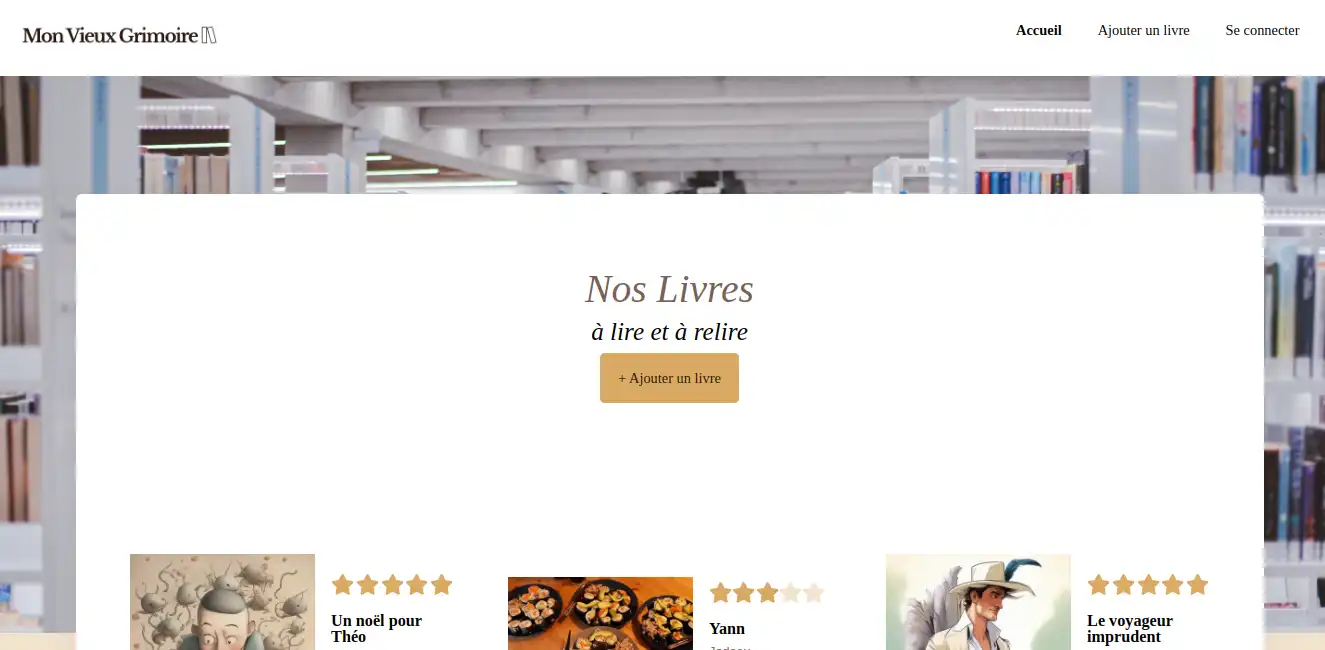 Mon Vieux Grimoire
Accueil
Ajouter un livre
Se connecter
Nos Livres
à lire et à relire
+ Ajouter un livre
Un noël pour
Théo
Yann
Le voyageur
imprudent